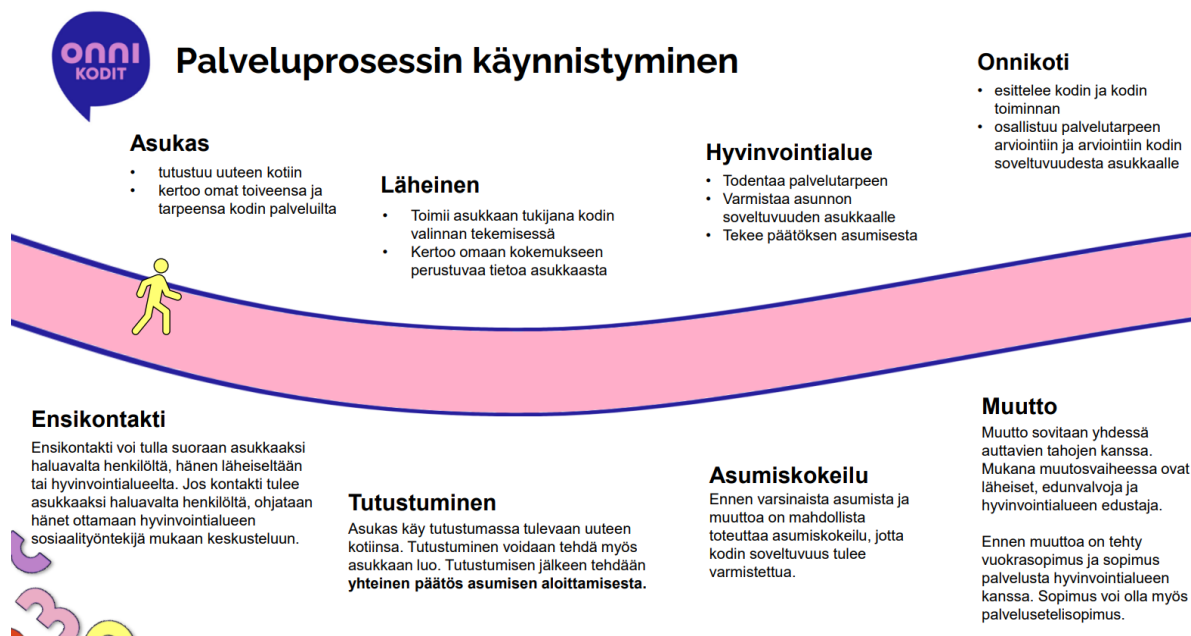 onni
KODIT
Palveluprosessin käynnistyminen
Asukas
• tutustuu uuteen kotiin
• kertoo omat toiveensa ja
tarpeensa kodin palveluilta
Läheinen
• Toimii asukkaan tukijana kodin
valinnan tekemisessä
• Kertoo omaan kokemukseen
perustuvaa tietoa asukkaasta
Hyvinvointialue
• Todentaa palvelutarpeen
• Varmistaa asunnon
soveltuvuuden asukkaalle
• Tekee päätöksen asumisesta
Onnikoti
• esittelee kodin ja kodin
toiminnan
• osallistuu palvelutarpeen
arviointiin ja arviointiin kodin
soveltuvuudesta asukkaalle
Ensikontakti
Ensikontakti voi tulla suoraan asukkaaksi
haluavalta henkilöltä, hänen läheiseltään
tai hyvinvointialueelta. Jos kontakti tulee
asukkaaksi haluavalta henkilöltä, ohjataan
hänet ottamaan hyvinvointialueen
sosiaalityöntekijä mukaan keskusteluun.
Tutustuminen
Asukas käy tutustumassa tulevaan uuteen
kotiinsa. Tutustuminen voidaan tehdä myös
asukkaan luo. Tutustumisen jälkeen tehdään
yhteinen päätös asumisen aloittamisesta.
Asumiskokeilu
Ennen varsinaista asumista ja
muuttoa on mahdollista
toteuttaa asumiskokeilu, jotta
kodin soveltuvuus tulee
varmistettua.
Muutto
Muutto sovitaan yhdessä
auttavien tahojen kanssa.
Mukana muutosvaiheessa ovat
läheiset, edunvalvoja ja
hyvinvointialueen edustaja.
Ennen muuttoa on tehty
vuokrasopimus ja sopimus
palvelusta hyvinvointialueen
kanssa. Sopimus voi olla myös
palvelusetelisopimus.